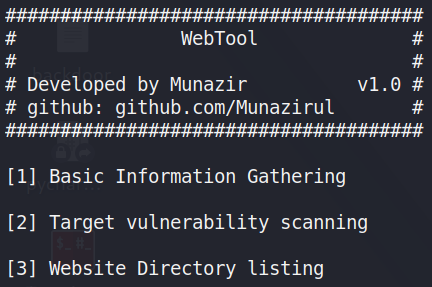 #######################################
# WebTool #
# #
# Developed by Munazir v1.0 #
# github: github.com/Munazirul #
#######################################
[1] Basic Information Gathering
[2] Target vulnerability scanning
[3] Website Directory listing